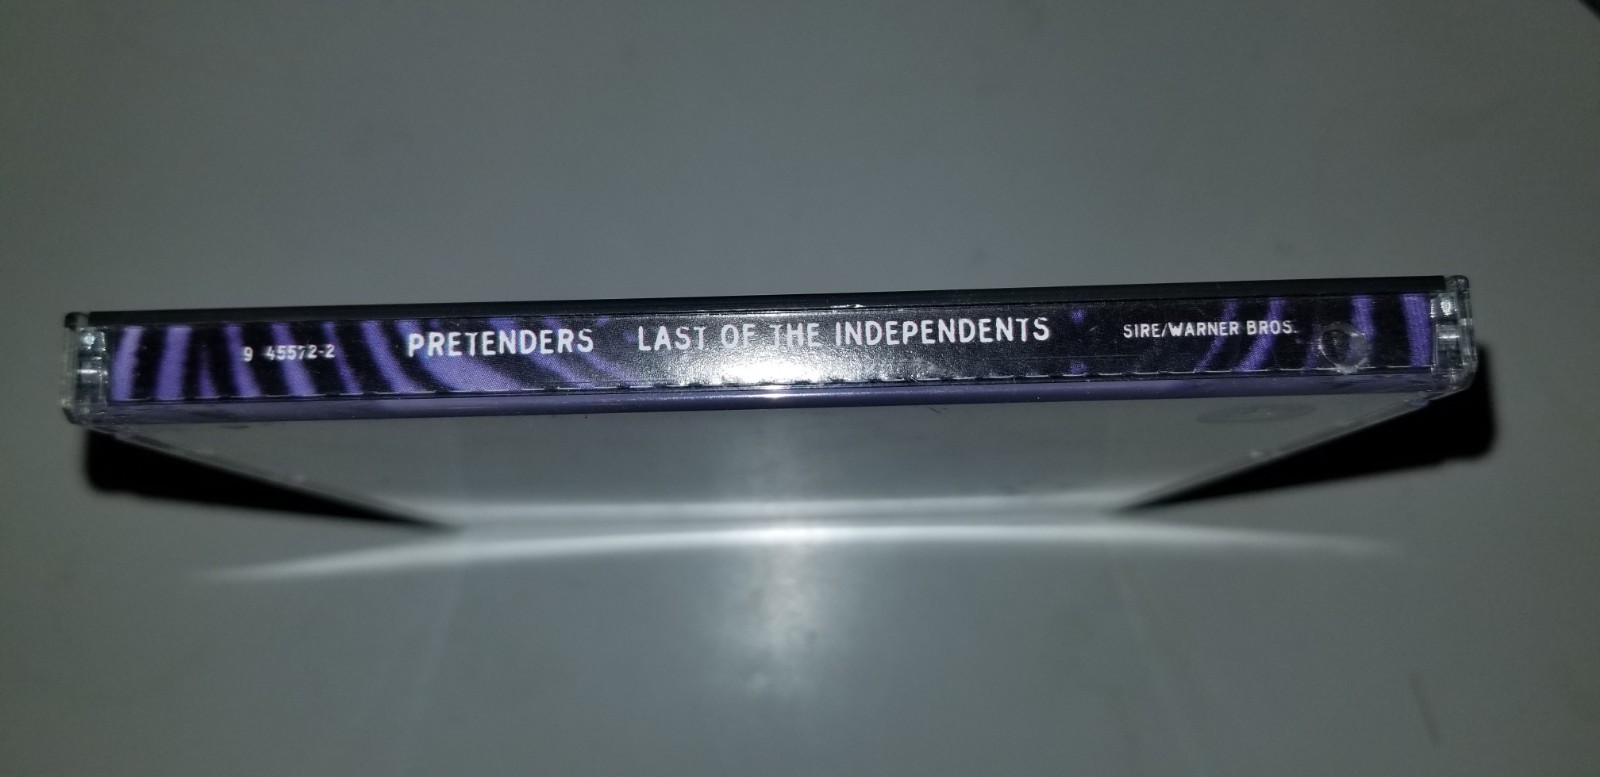 9 45572-2 PRETENDERS LAST OF THE INDEPENDENTS SIRE/WARNER BROS.